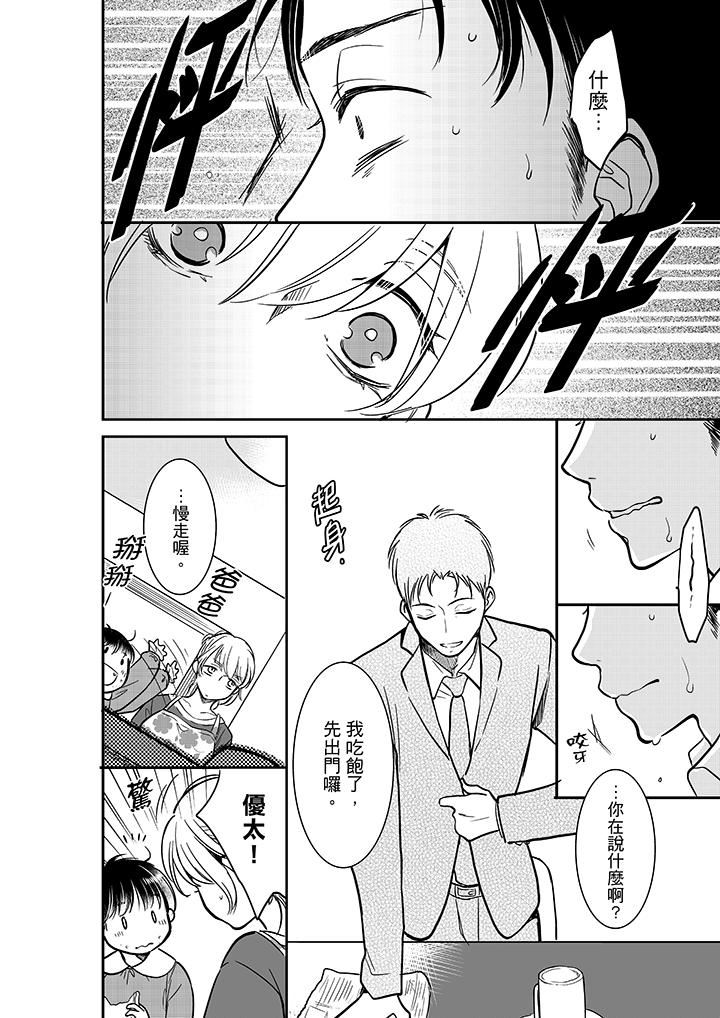 什麼…
怦
怦
…
咬牙
…你在說什麼啊？
起身。
我吃飽了，
先出門囉。
…慢走喔。
爸爸
掰掰
優太！
驚